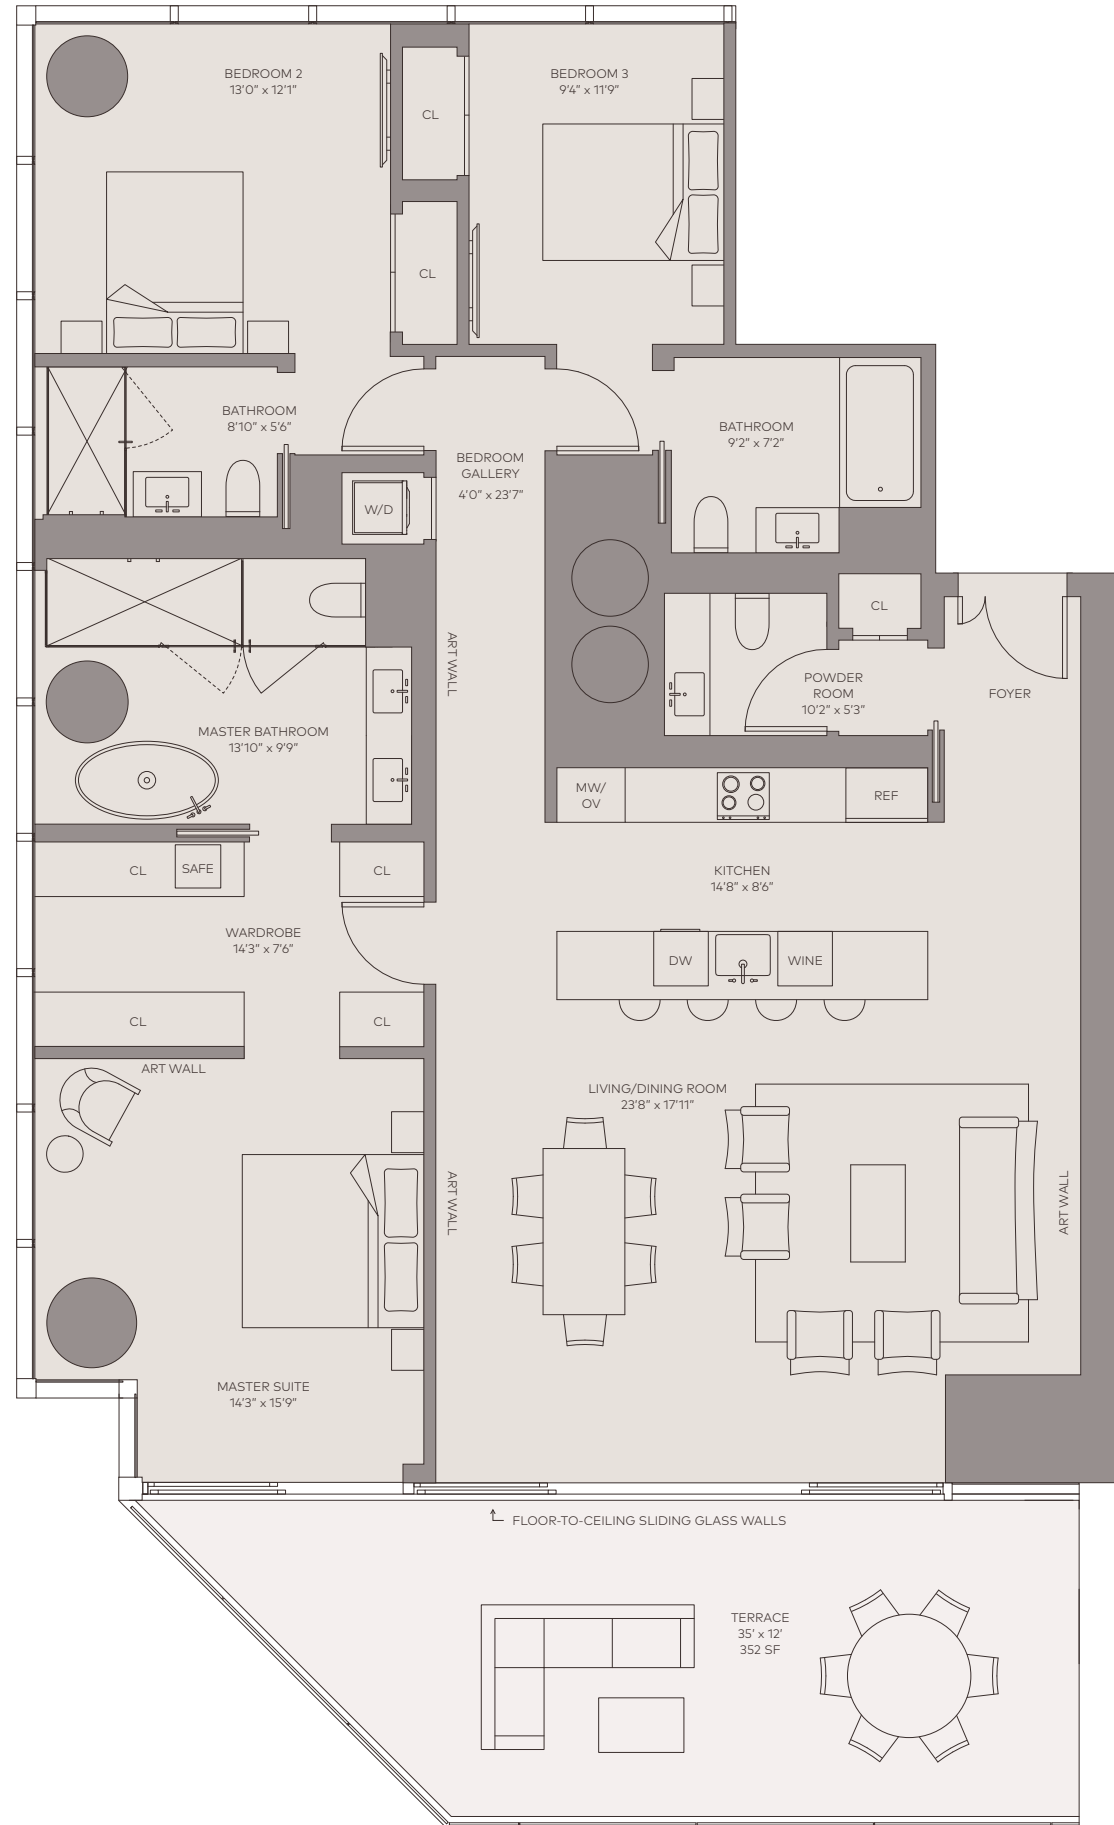 BEDROOM 2
13'0" x 12'1"
BEDROOM 3
9'4" x 11'9"
CL
CL
BATHROOM
8'10" x 5'6"
BATHROOM
9'2" x 7'2"
BEDROOM
GALLERY
4'0" x 23'7"
W/D
CL
ART WALL
POWDER
ROOM
10'2" x 5'3"
FOYER
MASTER BATHROOM
13'10" x 9'9"
MW/
OV
REF
CL
SAFE
CL
KITCHEN
14'8" x 8'6"
WARDROBE
14'3" x 7'6"
DW
WINE
CL
CL
ART WALL
LIVING/DINING ROOM
23'8" x 17'11"
ART WALL
ART WALL
MASTER SUITE
14'3" x 15'9"
FLOOR-TO-CEILING SLIDING GLASS WALLS
TERRACE
35' x 12'
352 SF